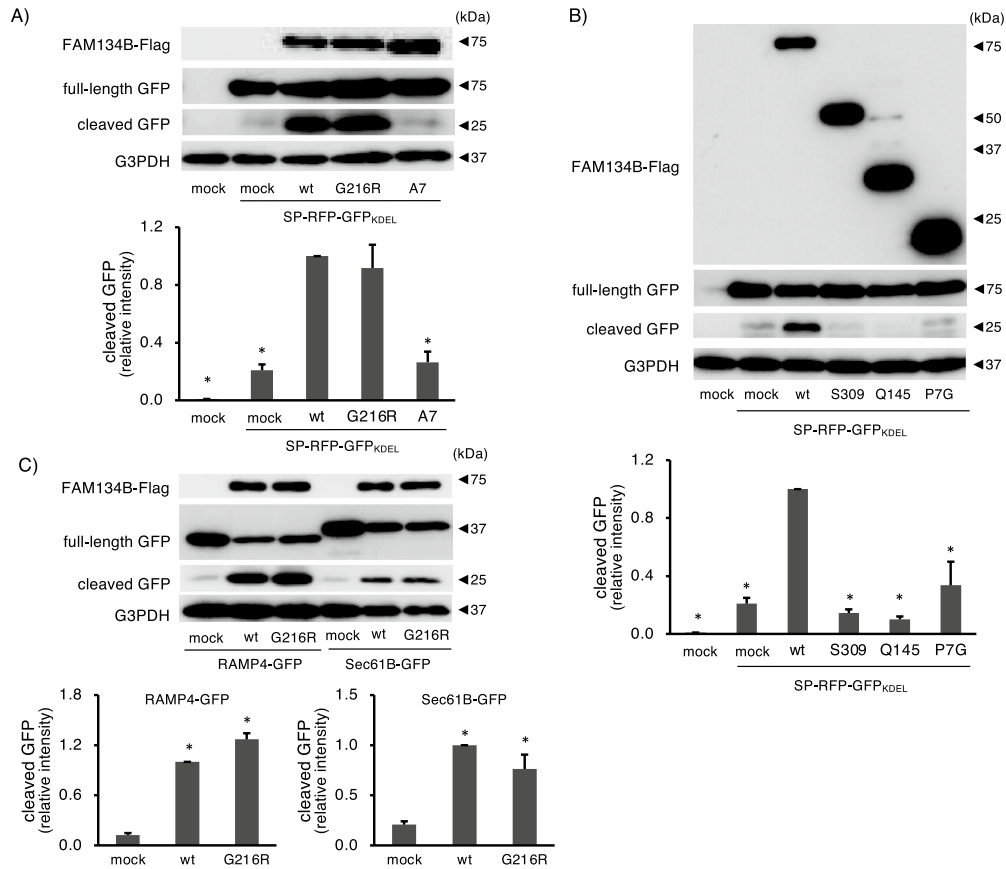 A)
(kDa)
FAM134B-Flag
◄75
full-length GFP
◄75
cleaved GFP
◄25
G3PDH
◄37
mock mock wt G216R A7
SP-RFP-GFPKDEL
1.2
0.8
0.4
0.0
cleaved GFP
(relative intensity)
* * *
mock mock wt G216R A7
SP-RFP-GFPKDEL
B)
(kDa)
◄75
◄50
◄37
FAM134B-Flag
◄25
full-length GFP
◄75
cleaved GFP
◄25
G3PDH
◄37
mock mock wt S309 Q145 P7G
SP-RFP-GFPKDEL
1.2
0.8
0.4
0.0
cleaved GFP
(relative intensity)
* * * * *
mock mock wt S309 Q145 P7G
SP-RFP-GFPKDEL
C)
(kDa)
FAM134B-Flag
◄75
full-length GFP
◄37
cleaved GFP
◄25
G3PDH
◄37
mock wt G216R mock wt G216R
RAMP4-GFP Sec61B-GFP
RAMP4-GFP
1.8
1.2
0.6
0.0
cleaved GFP
(relative intensity)
* *
mock wt G216R
Sec61B-GFP
1.5
1.0
0.5
0.0
cleaved GFP
(relative intensity)
* *
mock wt G216R